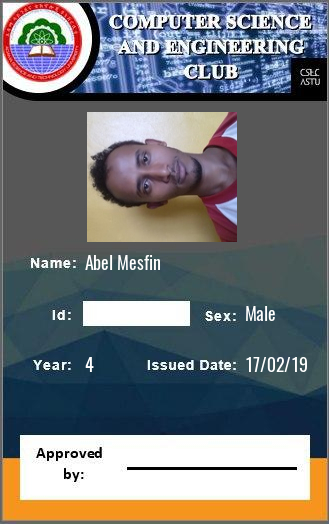 COMPUTER SCIENCE
AND ENGINEERING
CLUB
CSEC
ASTU
Name: Abel Mesfin
Id:
Sex: Male
Year: 4
Issued Date: 17/02/19
Approved
by: